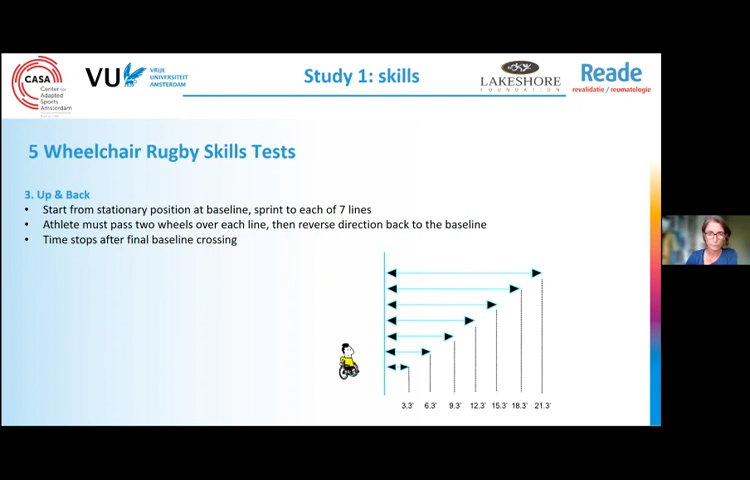 CASA
Center for
Adapted
Sports
Amsterdam
VU
VRIJE
UNIVERSITEIT
AMSTERDAM
Study 1: skills
LAKESHORE
FOUNDATION
Reade
revalidatie / reumatologie
5 Wheelchair Rugby Skills Tests
3. Up & Back
• Start from stationary position at baseline, sprint to each of 7 lines
• Athlete must pass two wheels over each line, then reverse direction back to the baseline
• Time stops after final baseline crossing
3.3' 6.3' 9.3' 12.3' 15.3' 18.3' 21.3'